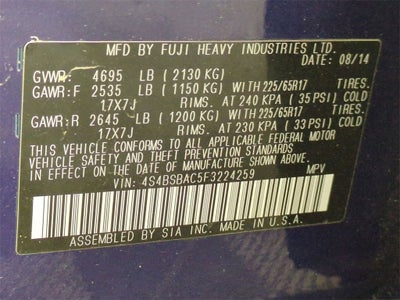 MFD BY FUJI HEAVY INDUSTRIES LTD.
DATE: 08/14
GVWR: 4695 LB (2130 KG)
GAWR:F 2535 LB (1150 KG) WITH 225/65R17 TIRES.
17X7J RIMS. AT 240 KPA (35 PSI) COLD
GAWR:R 2645 LB (1200 KG) WITH 225/65R17 TIRES.
17X7J RIMS. AT 230 KPA (33 PSI) COLD
THIS VEHICLE CONFORMS TO ALL APPLICABLE FEDERAL MOTOR
VEHICLE SAFETY AND THEFT PREVENTION STANDARDS
IN EFFECT ON THE DATE OF MANUFACTURE SHOWN ABOVE.
VIN: 4S4BSBAC5F3224259 MPV
ASSEMBLED BY SIA INC. MADE IN U.S.A.